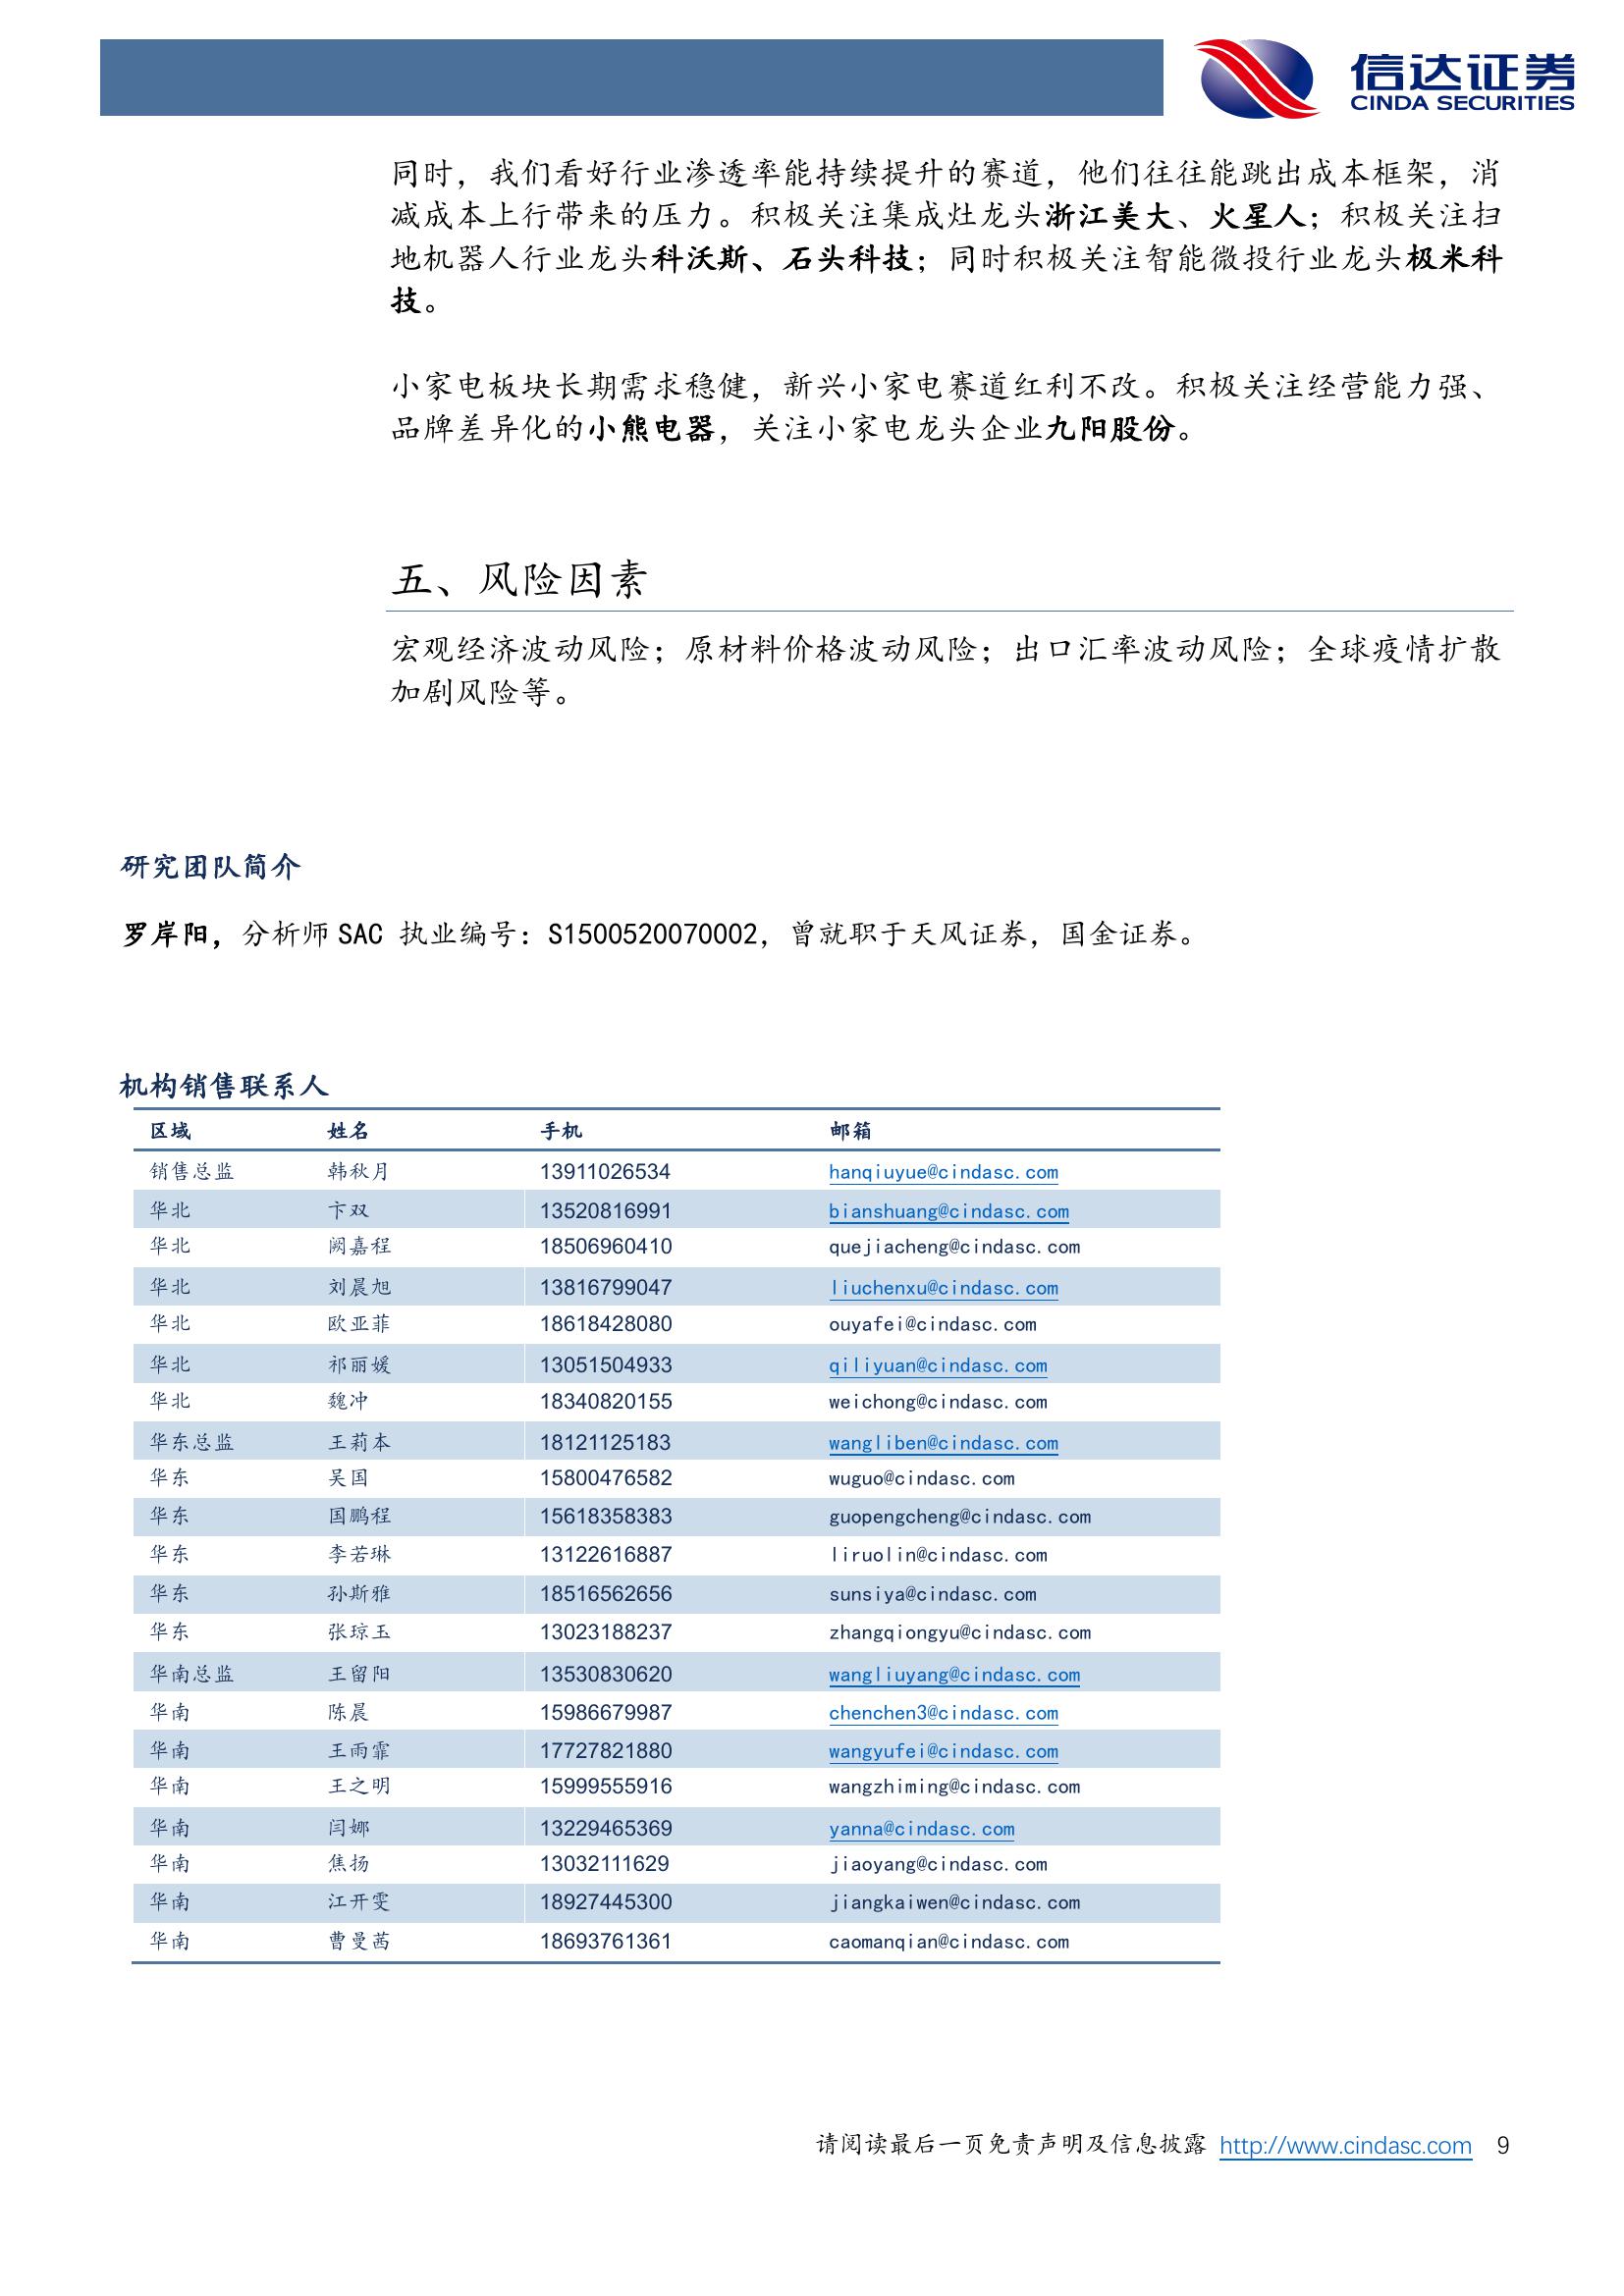 信达证券
CINDA SECURITIES
同时，我们看好行业渗透率能持续提升的赛道，他们往往能跳出成本框架，消
减成本上行带来的压力。积极关注集成灶龙头浙江美大、火星人；积极关注扫
地机器人行业龙头科沃斯、石头科技；同时积极关注智能微投行业龙头极米科
技。
小家电板块长期需求稳健，新兴小家电赛道红利不改。积极关注经营能力强、
品牌差异化的小熊电器，关注小家电龙头企业九阳股份。
五、风险因素
宏观经济波动风险；原材料价格波动风险；出口汇率波动风险；全球疫情扩散
加剧风险等。
研究团队简介
罗岸阳，分析师 SAC 执业编号：S1500520070002，曾就职于天风证券，国金证券。
机构销售联系人
区域 姓名 手机 邮箱
销售总监 韩秋月 13911026534 hanqiuyue@cindasc.com
华北 卞双 13520816991 bianshuang@cindasc.com
华北 阙嘉程 18506960410 quejiacheng@cindasc.com
华北 刘晨旭 13816799047 liuchenxu@cindasc.com
华北 欧亚菲 18618428080 ouyafei@cindasc.com
华北 祁丽媛 13051504933 qiliyuan@cindasc.com
华北 魏冲 18340820155 weichong@cindasc.com
华东总监 王莉本 18121125183 wangliben@cindasc.com
华东 吴国 15800476582 wuguo@cindasc.com
华东 国鹏程 15618358383 guopengcheng@cindasc.com
华东 李若琳 13122616887 liruolin@cindasc.com
华东 孙斯雅 18516562656 sunsiya@cindasc.com
华东 张琼玉 13023188237 zhangqiongyu@cindasc.com
华南总监 王留阳 13530830620 wangliuyang@cindasc.com
华南 陈晨 15986679987 chenchen3@cindasc.com
华南 王雨霏 17727821880 wangyufei@cindasc.com
华南 王之明 15999555916 wangzhiming@cindasc.com
华南 闫娜 13229465369 yanna@cindasc.com
华南 焦扬 13032111629 jiaoyang@cindasc.com
华南 江开雯 18927445300 jiangkaiwen@cindasc.com
华南 曹曼茜 18693761361 caomanqian@cindasc.com
请阅读最后一页免责声明及信息披露 http://www.cindasc.com 9